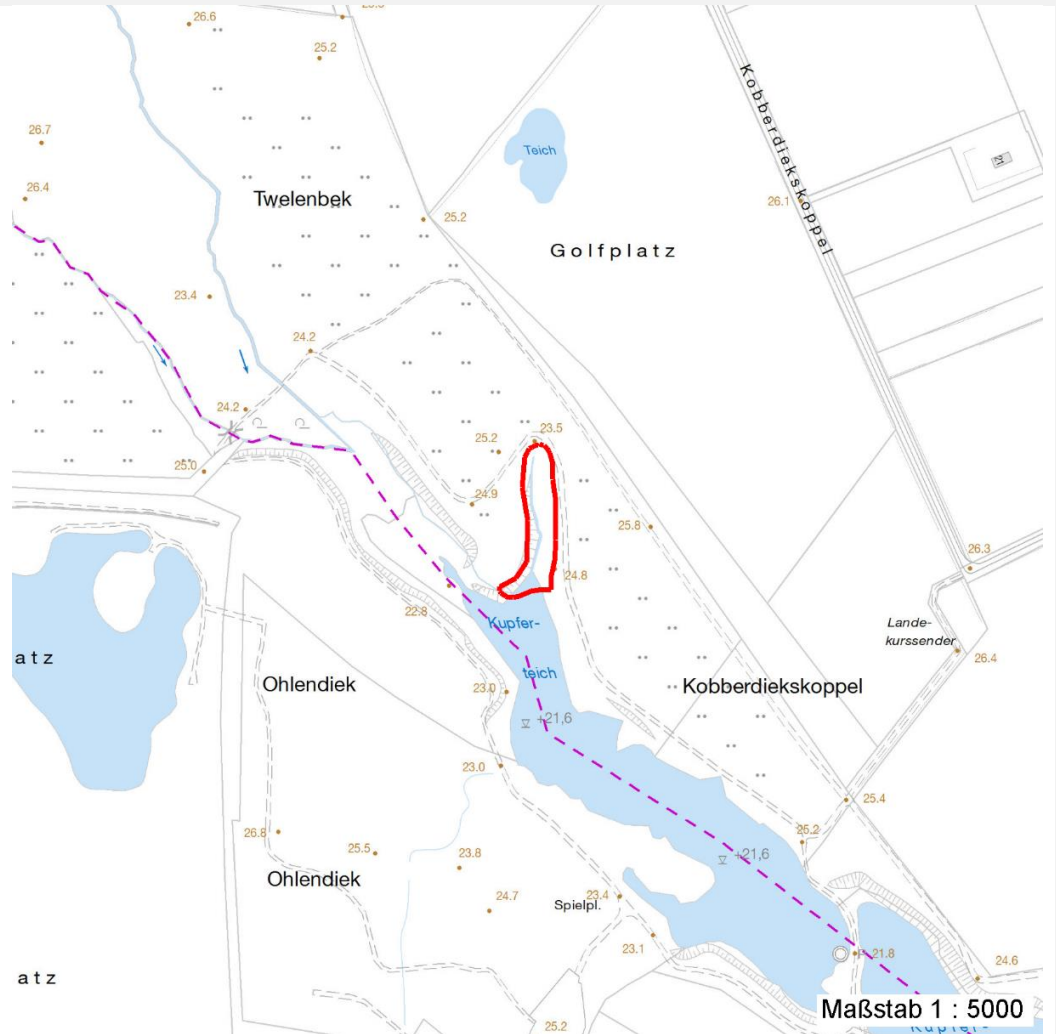 26.6
25.2
26.7
Teich
26.4
Twelenbek
25.2
26.1
Kobberdiekskoppel
21
Golfplatz
23.4
24.2
24.2
23.5
25.2
25.0
24.9
25.8
24.8
26.3
22.8
Kupfer-
teich
Lande-
kurssender
26.4
atz
Ohlendiek
23.0
Kobberdiekskoppel
+21,6
23.0
25.4
26.8
25.5
23.8
25.2
+21,6
Ohlendiek
24.7
Spielpl.
23.4
23.1
21.8
24.6
atz
25.2
Maßstab 1 : 5000